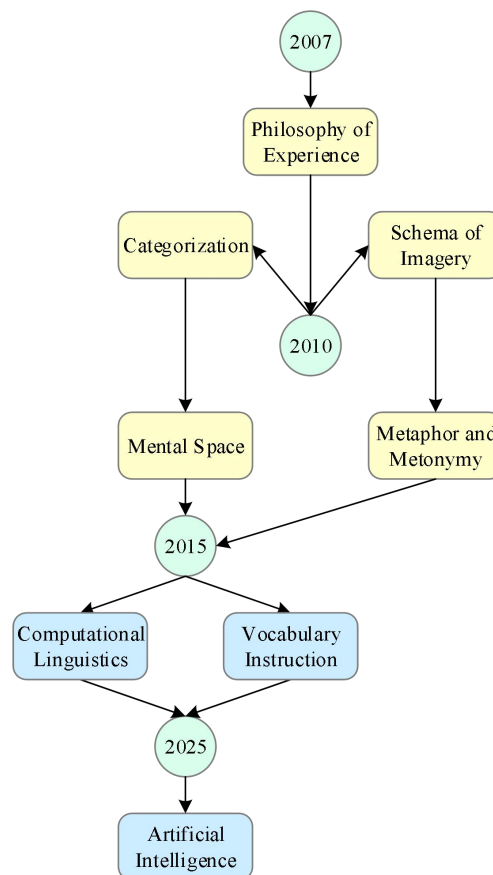 2007
Philosophy of
Experience
Categorization
Schema of
Imagery
2010
Mental Space
Metaphor and
Metonymy
2015
Computational
Linguistics
Vocabulary
Instruction
2025
Artificial
Intelligence